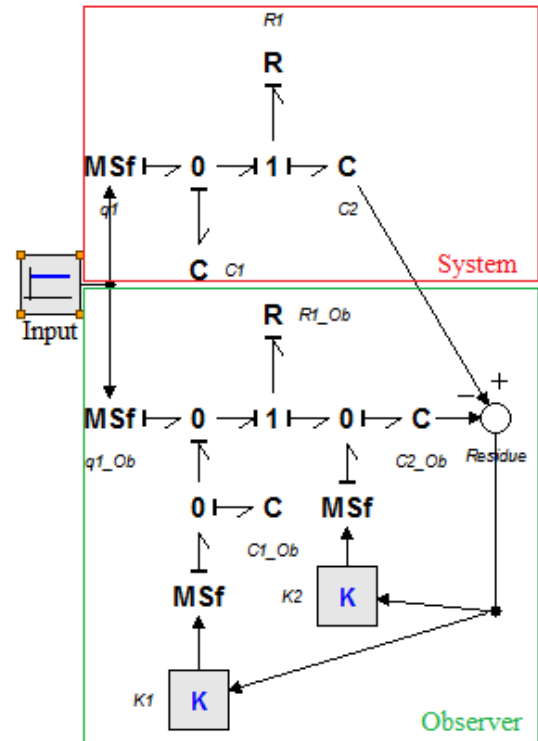 R1
R
MSf 0 1 C
q1 C2
C C1
System
Input
R R1_Ob
+
−
MSf 0 1 0 C
q1_Ob C2_Ob Residue
0 C MSf
C1_Ob
MSf K2 K
K1 K
Observer